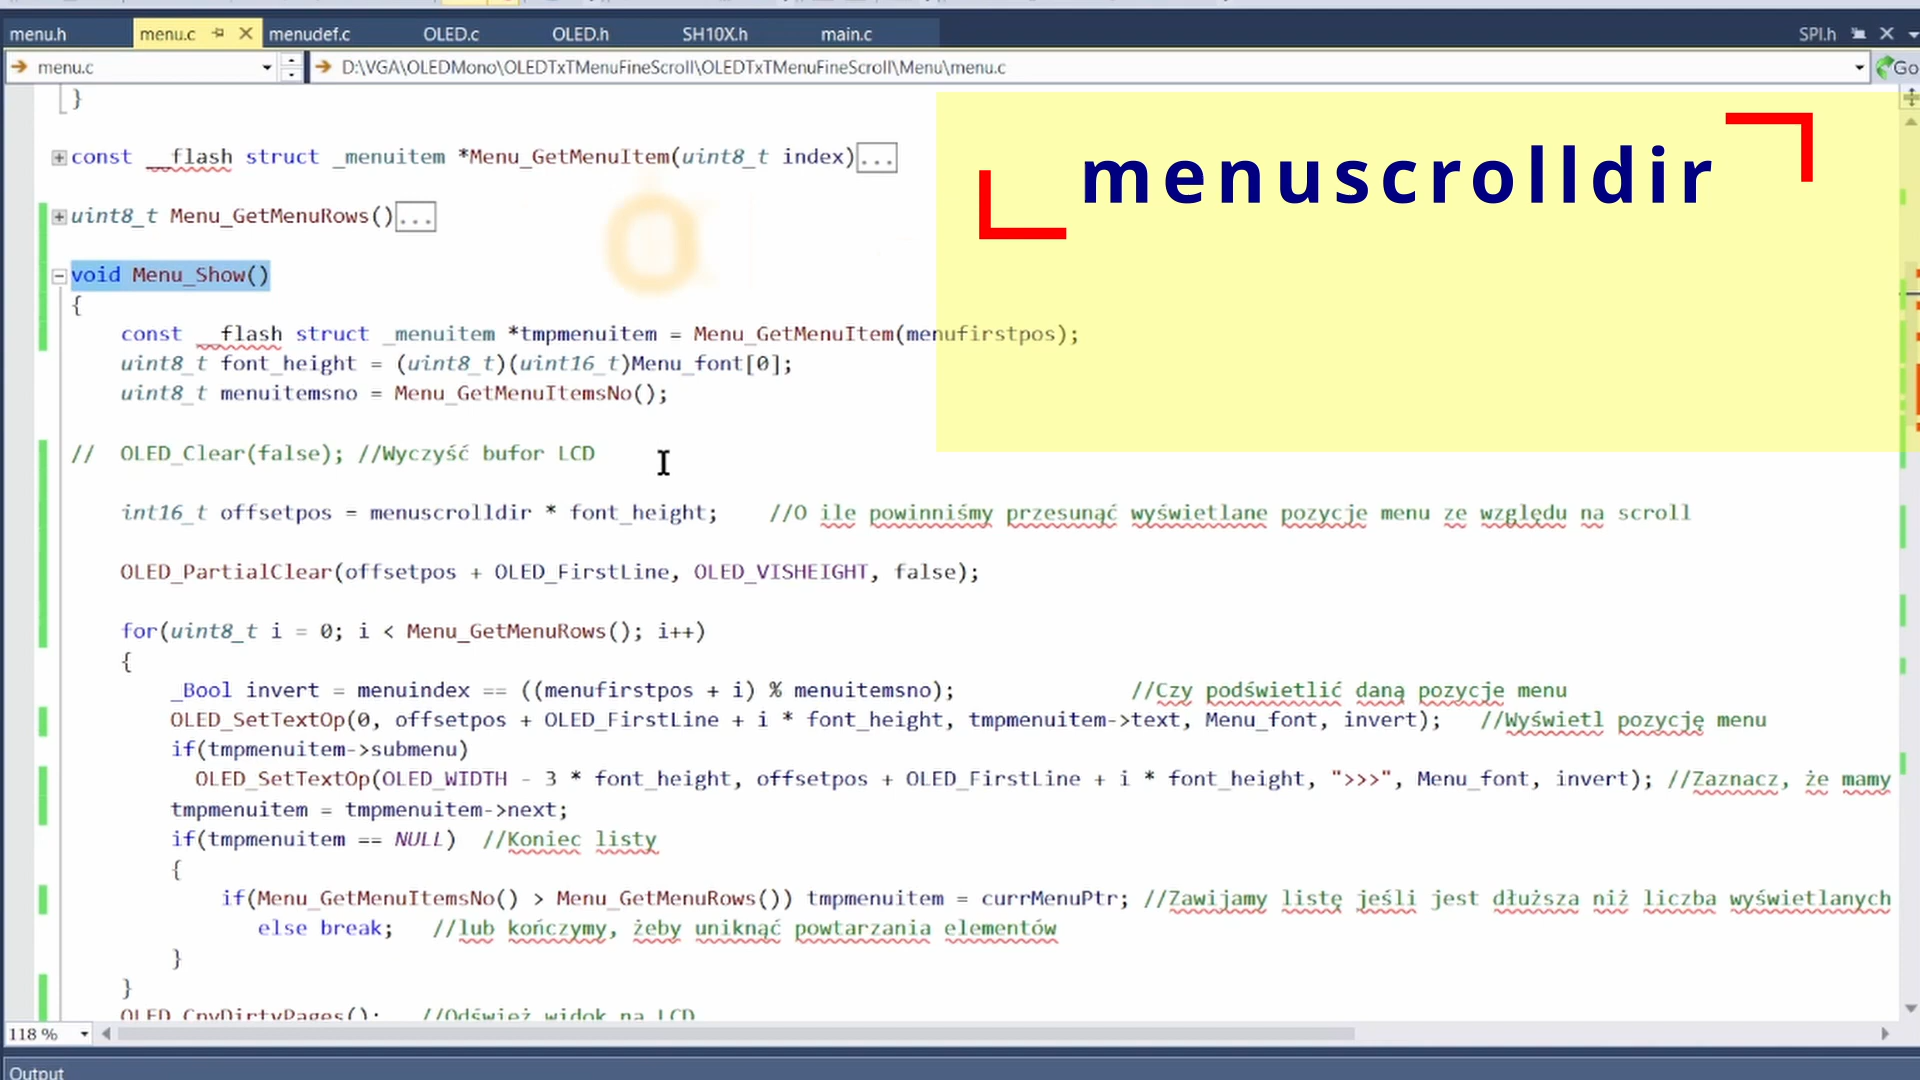 menu.h menu.c menudef.c OLED.c OLED.h SH10X.h main.c SPI.h
menu.c D:\VGA\OLEDMono\OLEDTxTMenuFineScroll\OLEDTxTMenuFineScroll\Menu\menu.c Go
}
menuscrolldir
const __flash struct _menuitem *Menu_GetMenuItem(uint8_t index)...
uint8_t Menu_GetMenuRows()...
void Menu_Show()
{
const __flash struct _menuitem *tmpmenuitem = Menu_GetMenuItem(menufirstpos);
uint8_t font_height = (uint8_t)(uint16_t)Menu_font[0];
uint8_t menuitemsno = Menu_GetMenuItemsNo();
// OLED_Clear(false); //Wyczyść bufor LCD
int16_t offsetpos = menuscrolldir * font_height; //O ile powinniśmy przesunąć wyświetlane pozycje menu ze względu na scroll
OLED_PartialClear(offsetpos + OLED_FirstLine, OLED_VISHEIGHT, false);
for(uint8_t i = 0; i < Menu_GetMenuRows(); i++)
{
_Bool invert = menuindex == ((menufirstpos + i) % menuitemsno); //Czy podświetlić daną pozycje menu
OLED_SetTextOp(0, offsetpos + OLED_FirstLine + i * font_height, tmpmenuitem->text, Menu_font, invert); //Wyświetl pozycję menu
if(tmpmenuitem->submenu)
OLED_SetTextOp(OLED_WIDTH - 3 * font_height, offsetpos + OLED_FirstLine + i * font_height, ">>>", Menu_font, invert); //Zaznacz, że mamy
tmpmenuitem = tmpmenuitem->next;
if(tmpmenuitem == NULL) //Koniec listy
{
if(Menu_GetMenuItemsNo() > Menu_GetMenuRows()) tmpmenuitem = currMenuPtr; //Zawijamy listę jeśli jest dłuższa niż liczba wyświetlanych
else break; //lub kończymy, żeby uniknąć powtarzania elementów
}
}
OLED_CpyDirtyPages(); //Odśwież widok na LCD
118 %
Output